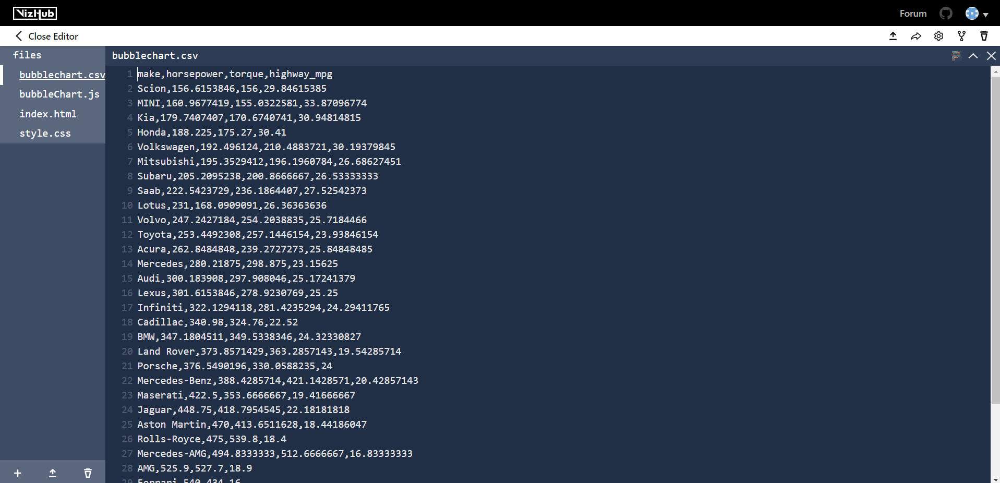 VizHub
Forum
Close Editor
files
bubblechart.csv
bubbleChart.js
index.html
style.css
bubblechart.csv
1 make,horsepower,torque,highway_mpg
2 Scion,156.6153846,156,29.84615385
3 MINI,160.9677419,155.0322581,33.87096774
4 Kia,179.7407407,170.6740741,30.94814815
5 Honda,188.225,175.27,30.41
6 Volkswagen,192.496124,210.4883721,30.19379845
7 Mitsubishi,195.3529412,196.1960784,26.68627451
8 Subaru,205.2095238,200.8666667,26.53333333
9 Saab,222.5423729,236.1864407,27.52542373
10 Lotus,231,168.0909091,26.36363636
11 Volvo,247.2427184,254.2038835,25.7184466
12 Toyota,253.4492308,257.1446154,23.93846154
13 Acura,262.8484848,239.2727273,25.84848485
14 Mercedes,280.21875,298.875,23.15625
15 Audi,300.183908,297.908046,25.17241379
16 Lexus,301.6153846,278.9230769,25.25
17 Infiniti,322.1294118,281.4235294,24.29411765
18 Cadillac,340.98,324.76,22.52
19 BMW,347.1804511,349.5338346,24.32330827
20 Land Rover,373.8571429,363.2857143,19.54285714
21 Porsche,376.5490196,330.0588235,24
22 Mercedes-Benz,388.4285714,421.1428571,20.42857143
23 Maserati,422.5,353.6666667,19.41666667
24 Jaguar,448.75,418.7954545,22.18181818
25 Aston Martin,470,413.6511628,18.44186047
26 Rolls-Royce,475,539.8,18.4
27 Mercedes-AMG,494.8333333,512.6666667,16.83333333
28 AMG,525.9,527.7,18.9
29 Ferrari,540,434,16